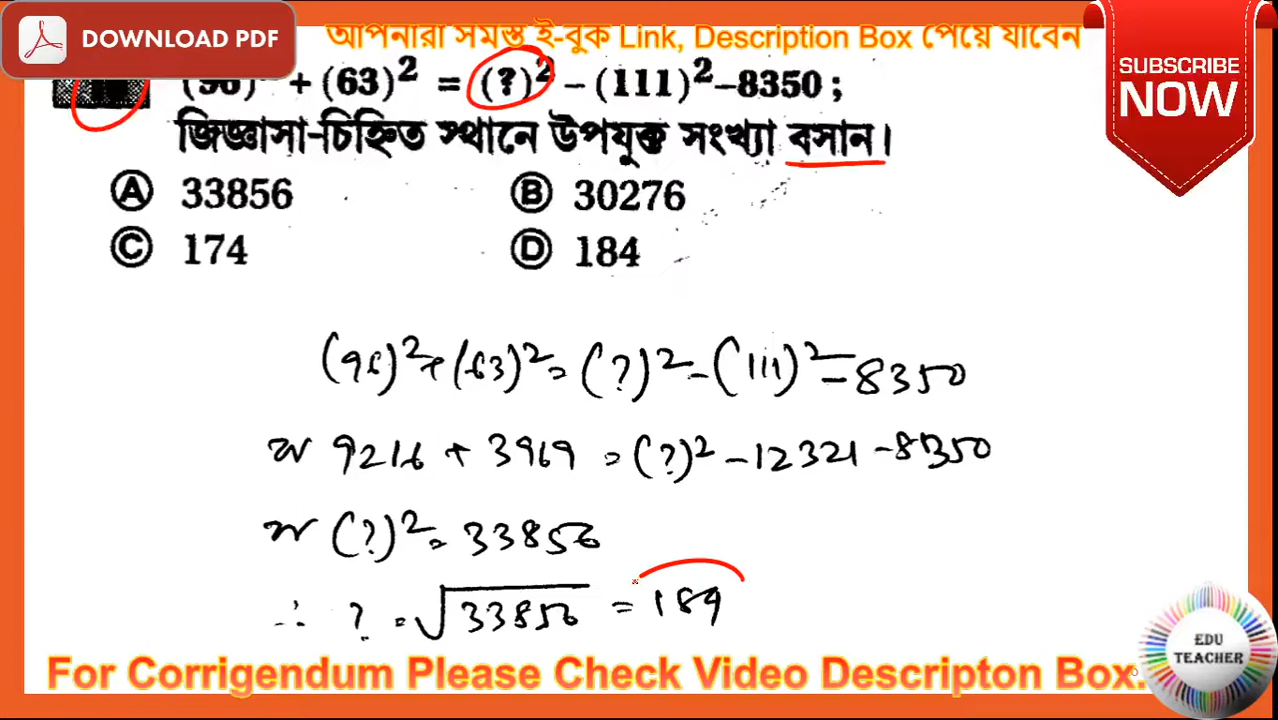 DOWNLOAD PDF
আপনারা সমস্ত ই-বুক Link, Description Box পেয়ে যাবেন
SUBSCRIBE
NOW
(96)² + (63)² = (?)² – (111)² – 8350 ;
জিজ্ঞাসা-চিহ্নিত স্থানে উপযুক্ত সংখ্যা বসান।
A 33856 B 30276
C 174 D 184
(96)² + (63)² = (?)² – (111)² – 8350
বা 9216 + 3969 = (?)² – 12321 – 8350
বা (?)² = 33856
∴ ? = √33856 = 184
For Corrigendum Please Check Video Descripton Box.
EDU
TEACHER